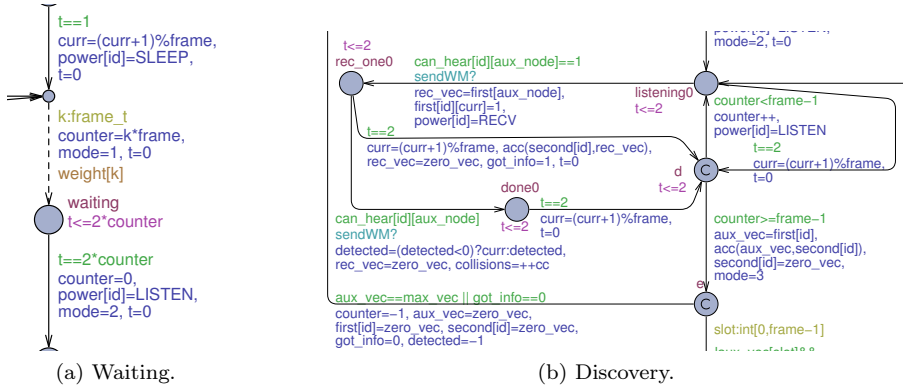 t==1
curr=(curr+1)%frame,
power[id]=SLEEP,
t=0
k:frame_t
counter=k*frame,
mode=1, t=0
weight[k]
waiting
t<=2*counter
t==2*counter
counter=0,
power[id]=LISTEN,
mode=2, t=0
(a) Waiting.
t<=2
rec_one0
can_hear[id][aux_node]==1
sendWM?
rec_vec=first[aux_node],
first[id][curr]=1,
power[id]=RECV
power[id]=LISTEN,
mode=2, t=0
listening0
t<=2
counter<frame-1
counter++,
power[id]=LISTEN
t==2
curr=(curr+1)%frame,
t=0
t==2
curr=(curr+1)%frame, acc(second[id],rec_vec),
rec_vec=zero_vec, got_info=1, t=0
d
t<=2
C
done0
t<=2
t==2
curr=(curr+1)%frame,
t=0
can_hear[id][aux_node]
sendWM?
detected=(detected<0)?curr:detected,
rec_vec=zero_vec, collisions=++cc
counter>=frame-1
aux_vec=first[id],
acc(aux_vec,second[id]),
second[id]=zero_vec,
mode=3
e
C
aux_vec==max_vec || got_info==0
counter=-1, aux_vec=zero_vec,
first[id]=zero_vec, second[id]=zero_vec,
got_info=0, detected=-1
slot:int[0,frame-1]
!aux_vec[slot]&&
(b) Discovery.